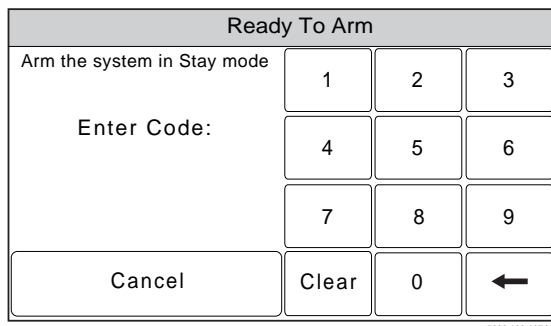 Ready To Arm
Arm the system in Stay mode
1 2 3
Enter Code:
4 5 6
7 8 9
Cancel Clear 0